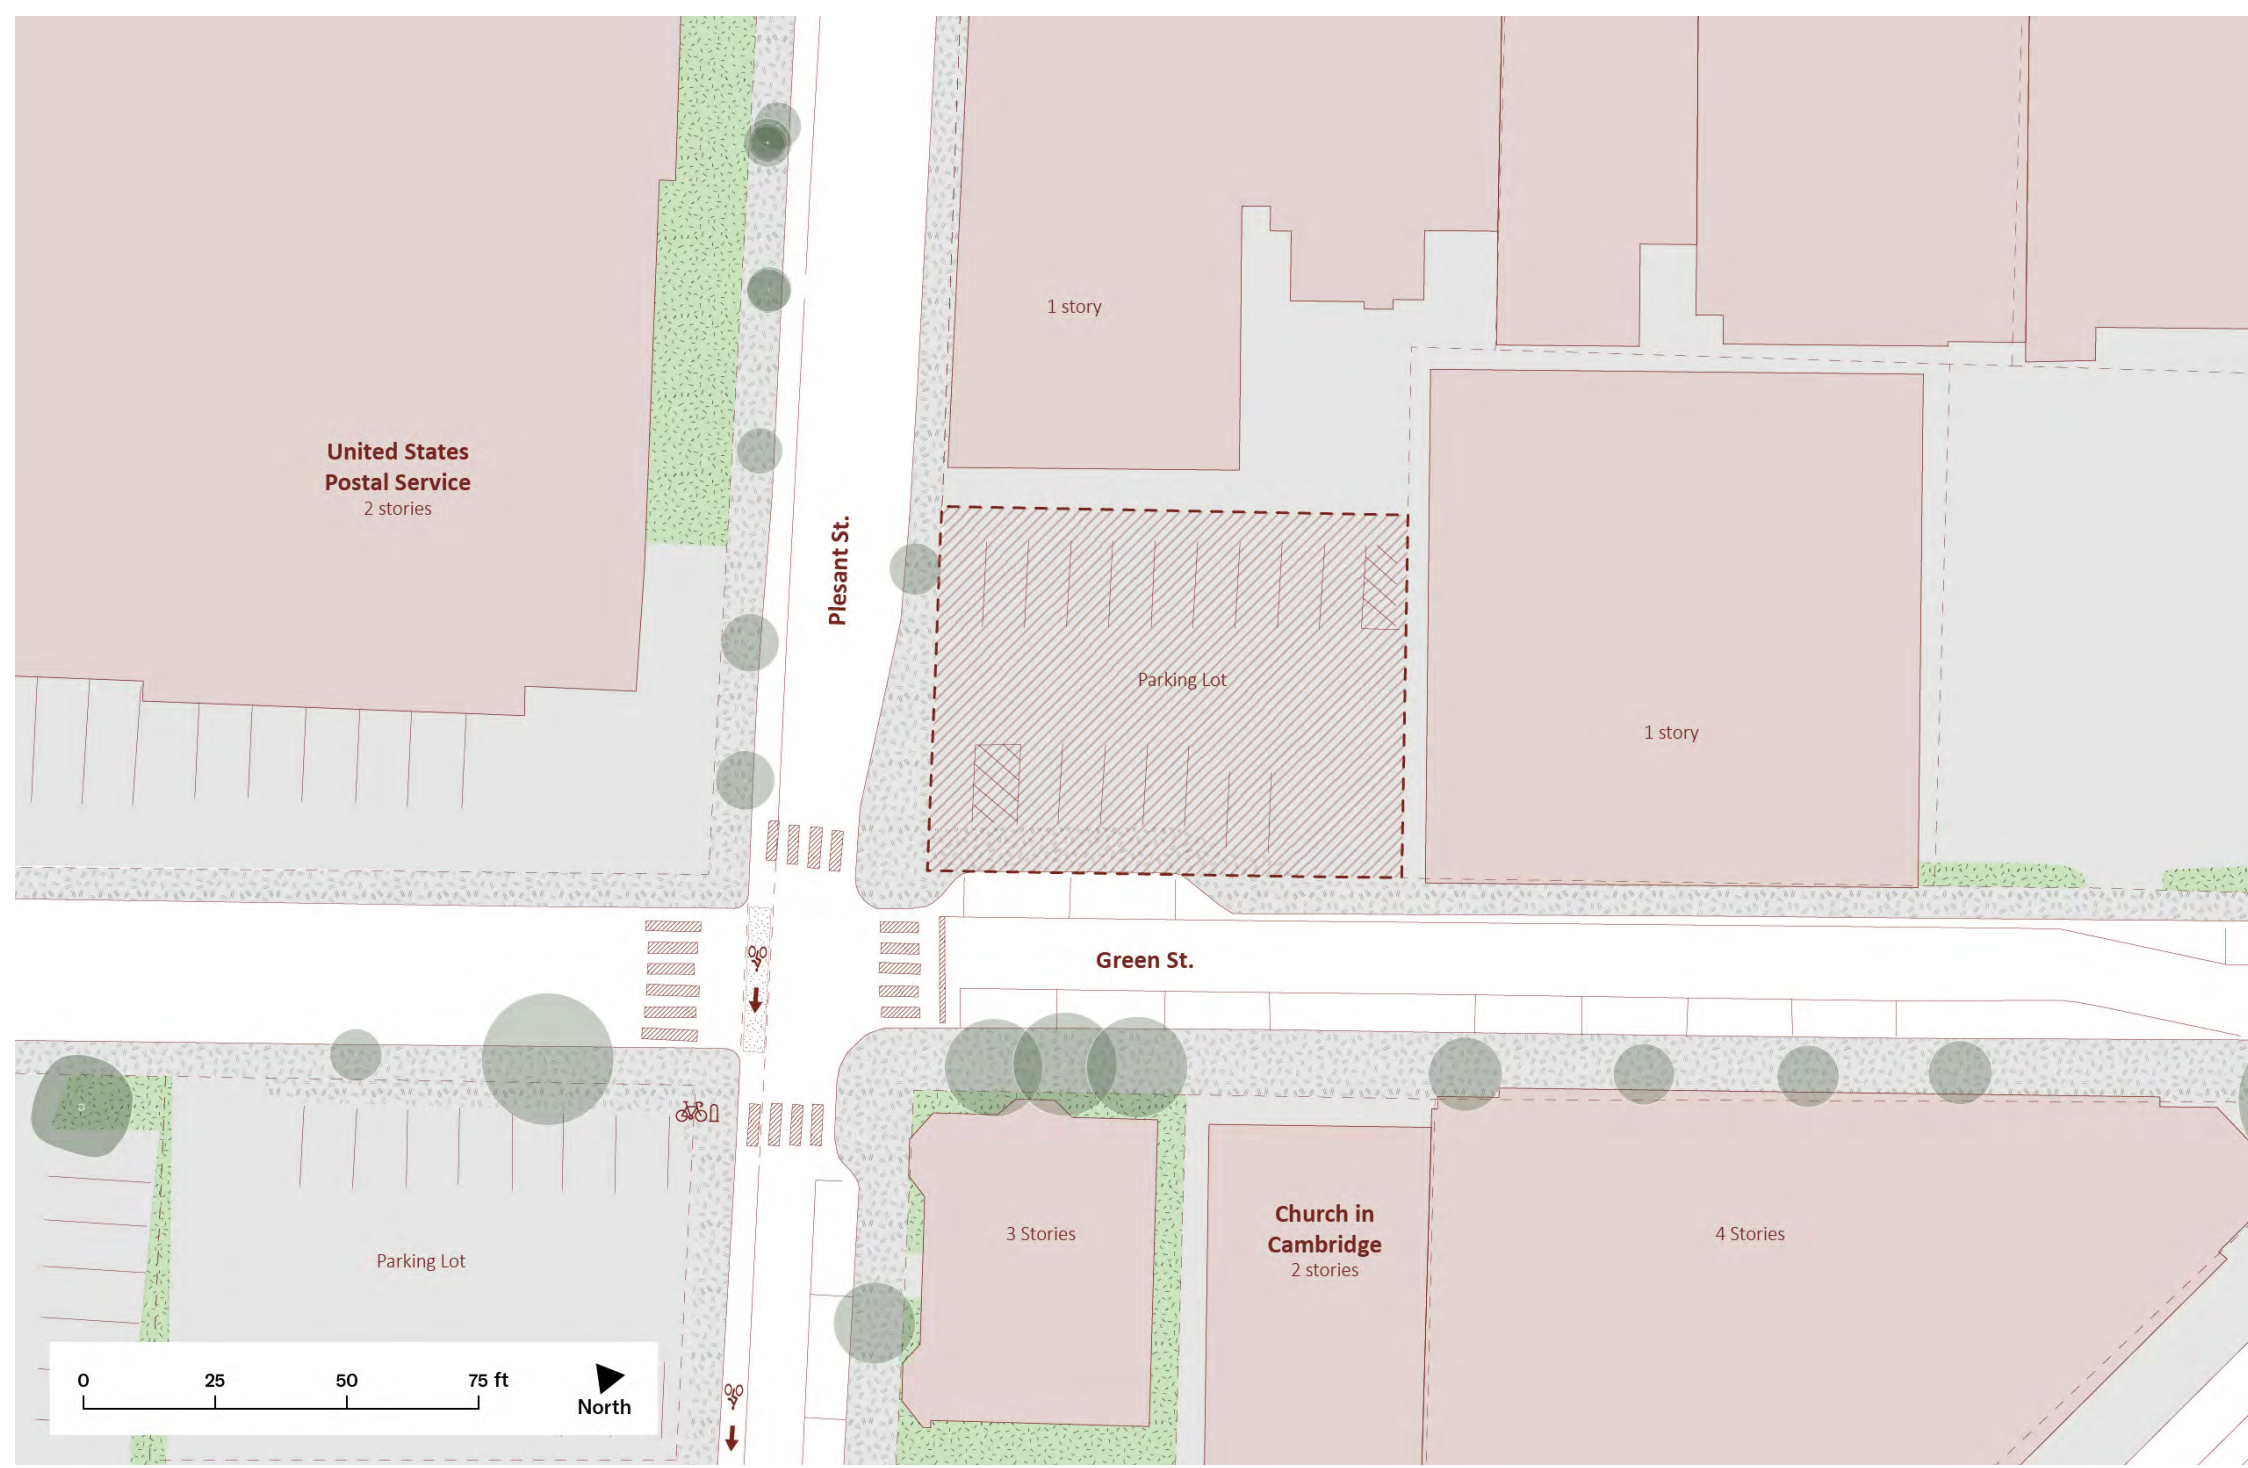 1 story
United States
Postal Service
2 stories
Plesant St.
Parking Lot
1 story
Green St.
Church in
Cambridge
2 stories
3 Stories
4 Stories
Parking Lot
0 25 50 75 ft
North